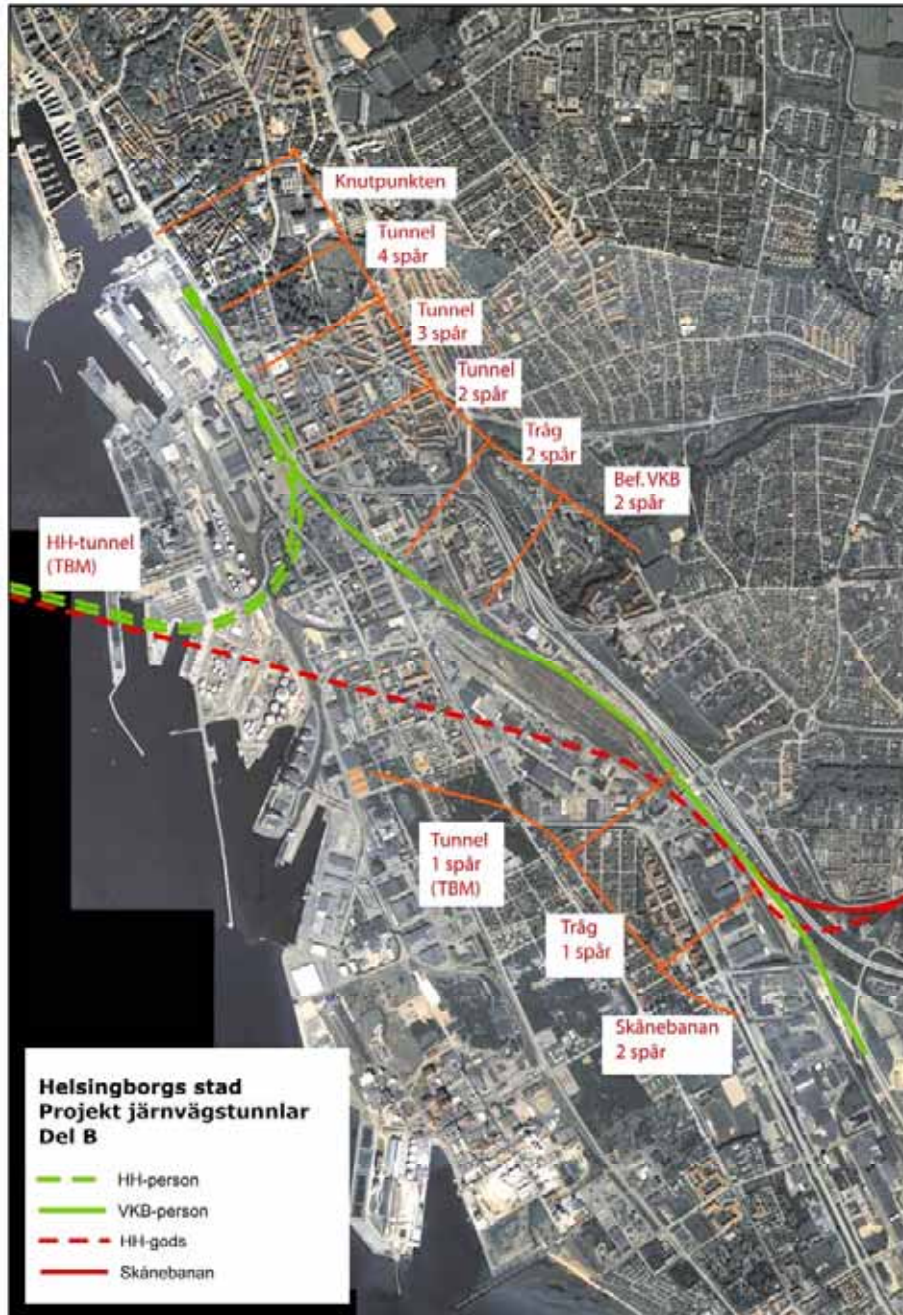 Knutpunkten
Tunnel
4 spår
Tunnel
3 spår
Tunnel
2 spår
Tråg
2 spår
Bef. VKB
2 spår
HH-tunnel
(TBM)
Tunnel
1 spår
(TBM)
Tråg
1 spår
Skånebanan
2 spår
Helsingborgs stad
Projekt järnvägstunnlar
Del B
HH-person
VKB-person
HH-gods
Skånebanan